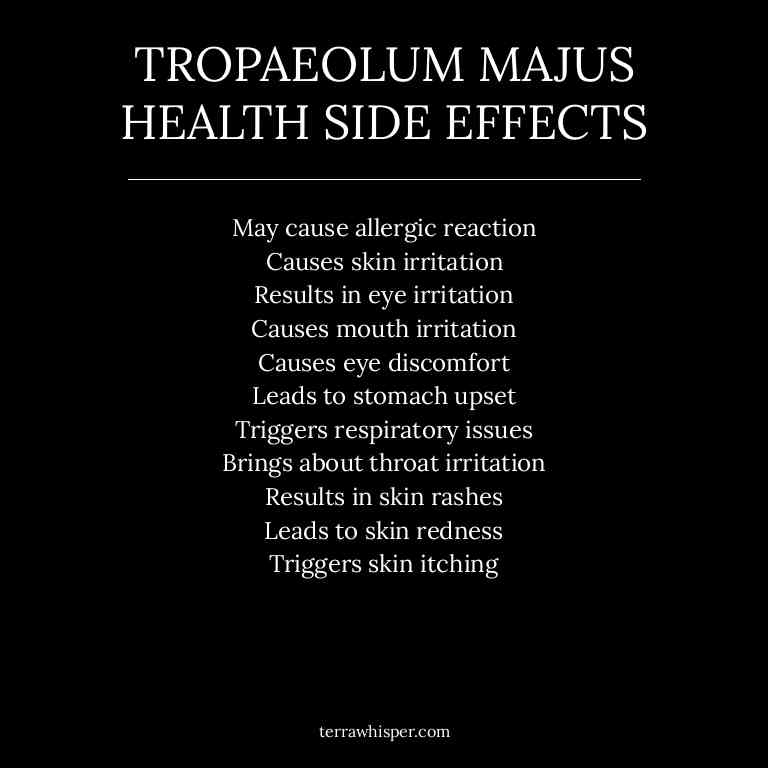 TROPAEOLUM MAJUS
HEALTH SIDE EFFECTS
May cause allergic reaction
Causes skin irritation
Results in eye irritation
Causes mouth irritation
Causes eye discomfort
Leads to stomach upset
Triggers respiratory issues
Brings about throat irritation
Results in skin rashes
Leads to skin redness
Triggers skin itching
terrawhisper.com